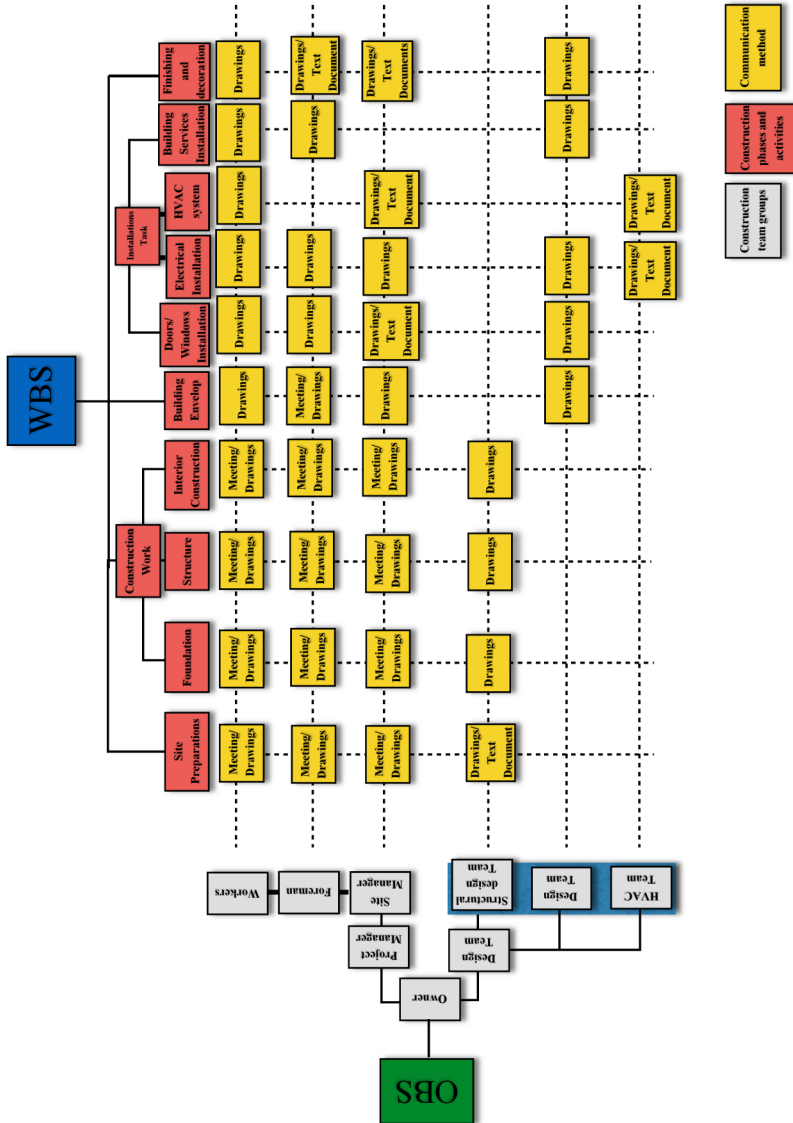 WBS
Construction
Work
Installations
Task
Site
Preparations
Foundation
Structure
Interior
Construction
Building
Envelop
Doors/
Windows
Installation
Electrical
Installation
HVAC
system
Building
Services
Installation
Finishing
and
decoration
OBS
Owner
Project
Manager
Design
Team
Workers
Meeting/
Drawings
Meeting/
Drawings
Meeting/
Drawings
Meeting/
Drawings
Drawings
Drawings
Drawings
Drawings
Drawings
Drawings
Foreman
Meeting/
Drawings
Meeting/
Drawings
Meeting/
Drawings
Meeting/
Drawings
Meeting/
Drawings
Drawings
Drawings
Drawings
Drawings/
Text
Document
Site
Manager
Meeting/
Drawings
Meeting/
Drawings
Meeting/
Drawings
Meeting/
Drawings
Drawings
Drawings/
Text
Document
Drawings
Drawings/
Text
Document
Drawings/
Text
Documents
Structural
design
Team
Drawings/
Text
Document
Drawings
Drawings
Drawings
Design
Team
Drawings
Drawings
Drawings
Drawings
Drawings
HVAC
Team
Drawings/
Text
Document
Drawings/
Text
Document
Construction
team groups
Construction
phases and
activities
Communication
method